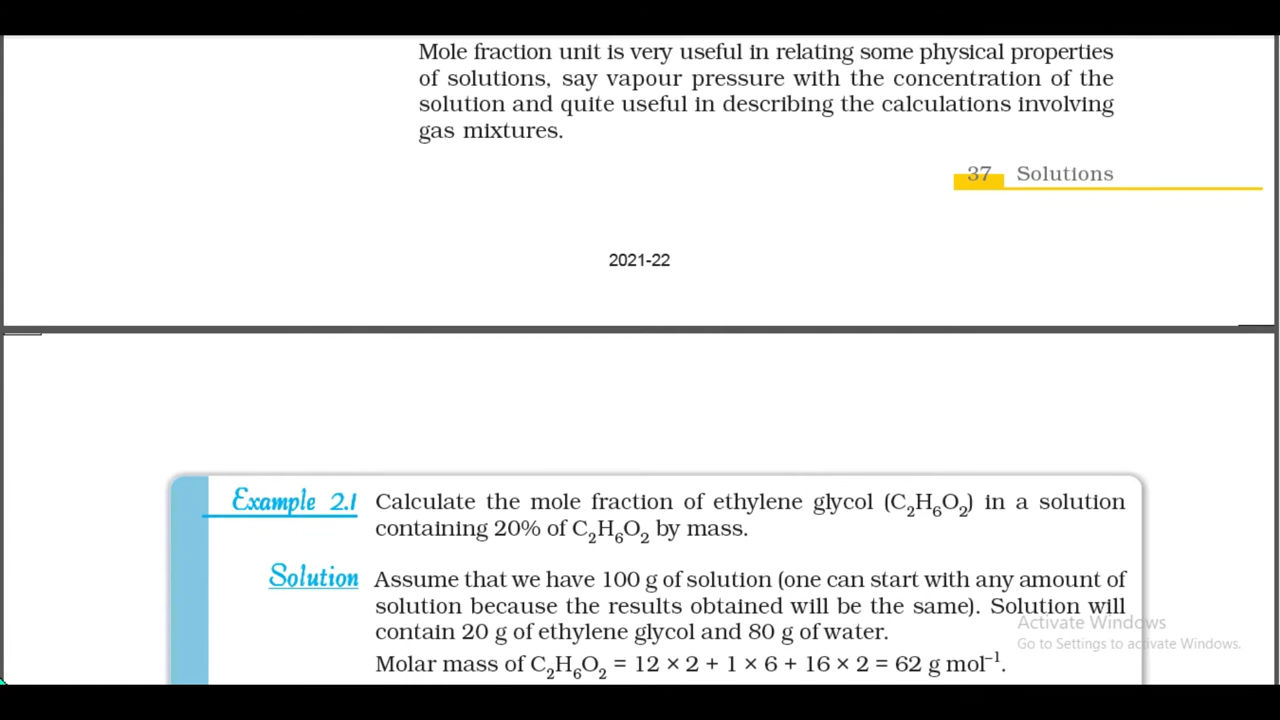 Mole fraction unit is very useful in relating some physical properties
of solutions, say vapour pressure with the concentration of the
solution and quite useful in describing the calculations involving
gas mixtures.
37 Solutions
2021-22
Example 2.1 Calculate the mole fraction of ethylene glycol (C₂H₆O₂) in a solution
containing 20% of C₂H₆O₂ by mass.
Solution Assume that we have 100 g of solution (one can start with any amount of
solution because the results obtained will be the same). Solution will
contain 20 g of ethylene glycol and 80 g of water.
Molar mass of C₂H₆O₂ = 12 × 2 + 1 × 6 + 16 × 2 = 62 g mol⁻¹.
Activate Windows
Go to Settings to activate Windows.